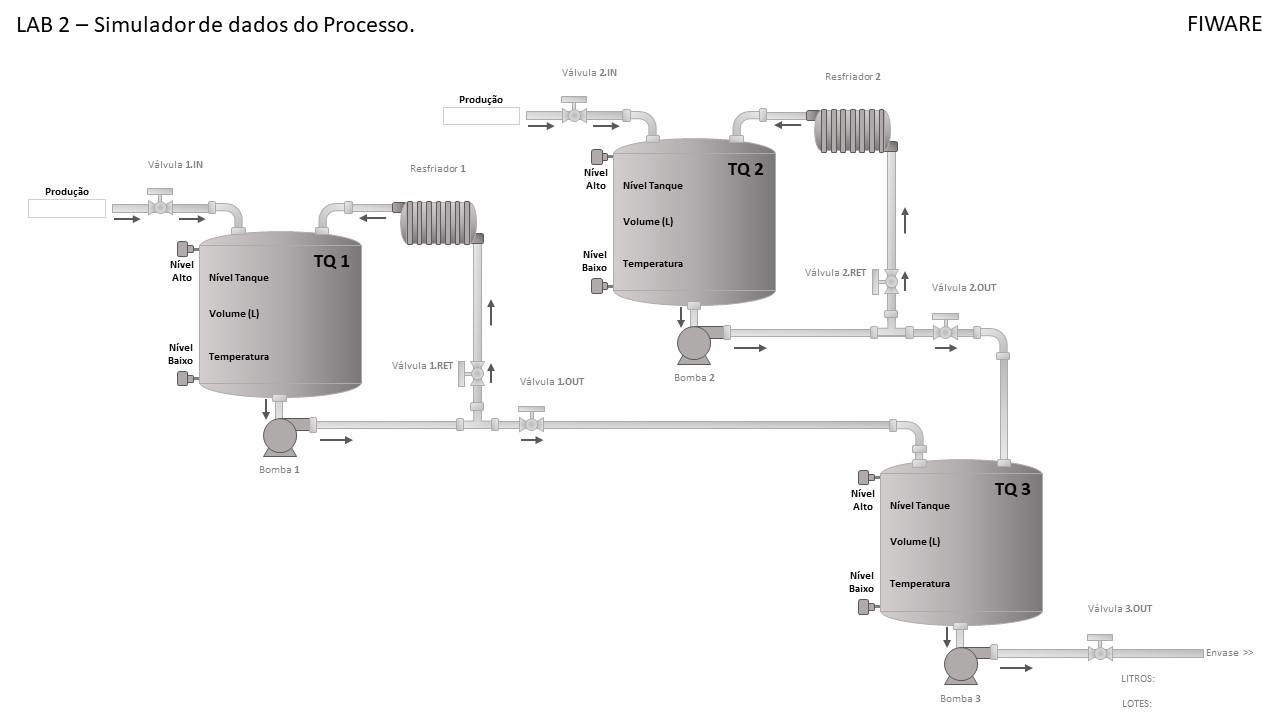 LAB 2 – Simulador de dados do Processo.
FIWARE
Válvula 2.IN
Resfriador 2
Produção
TQ 2
Nível
Alto
Nível Tanque
Volume (L)
Nível
Baixo
Temperatura
Válvula 2.RET
Válvula 2.OUT
Bomba 2
Válvula 1.IN
Resfriador 1
Produção
TQ 1
Nível
Alto
Nível Tanque
Volume (L)
Nível
Baixo
Temperatura
Válvula 1.RET
Válvula 1.OUT
Bomba 1
TQ 3
Nível
Alto
Nível Tanque
Volume (L)
Nível
Baixo
Temperatura
Válvula 3.OUT
Envase >>
Bomba 3
LITROS:
LOTES: